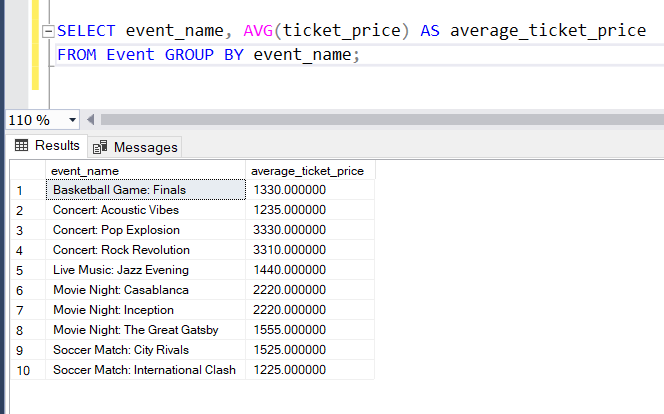 SELECT event_name, AVG(ticket_price) AS average_ticket_price
FROM Event GROUP BY event_name;
110 %
Results Messages
event_name average_ticket_price
1 Basketball Game: Finals 1330.000000
2 Concert: Acoustic Vibes 1235.000000
3 Concert: Pop Explosion 3330.000000
4 Concert: Rock Revolution 3310.000000
5 Live Music: Jazz Evening 1440.000000
6 Movie Night: Casablanca 2220.000000
7 Movie Night: Inception 2220.000000
8 Movie Night: The Great Gatsby 1555.000000
9 Soccer Match: City Rivals 1525.000000
10 Soccer Match: International Clash 1225.000000